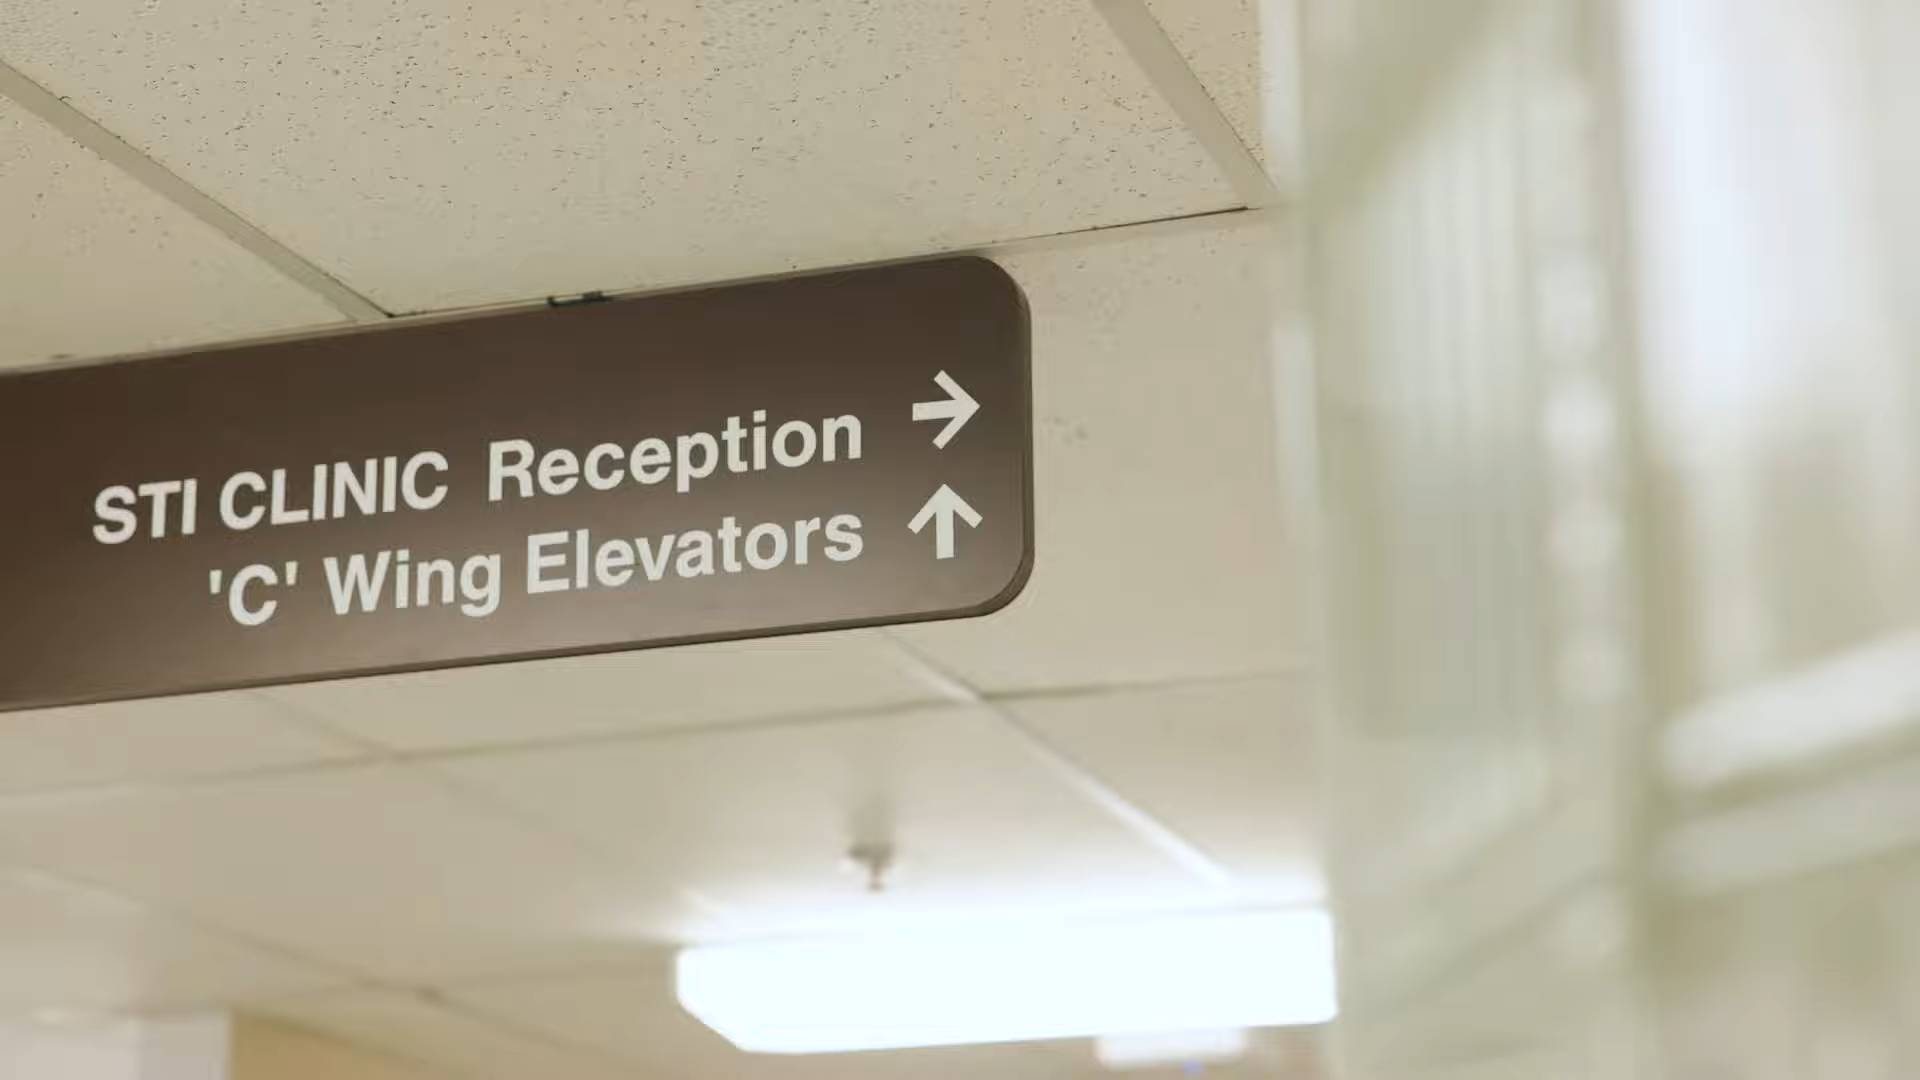 STI CLINIC Reception →
'C' Wing Elevators ↑